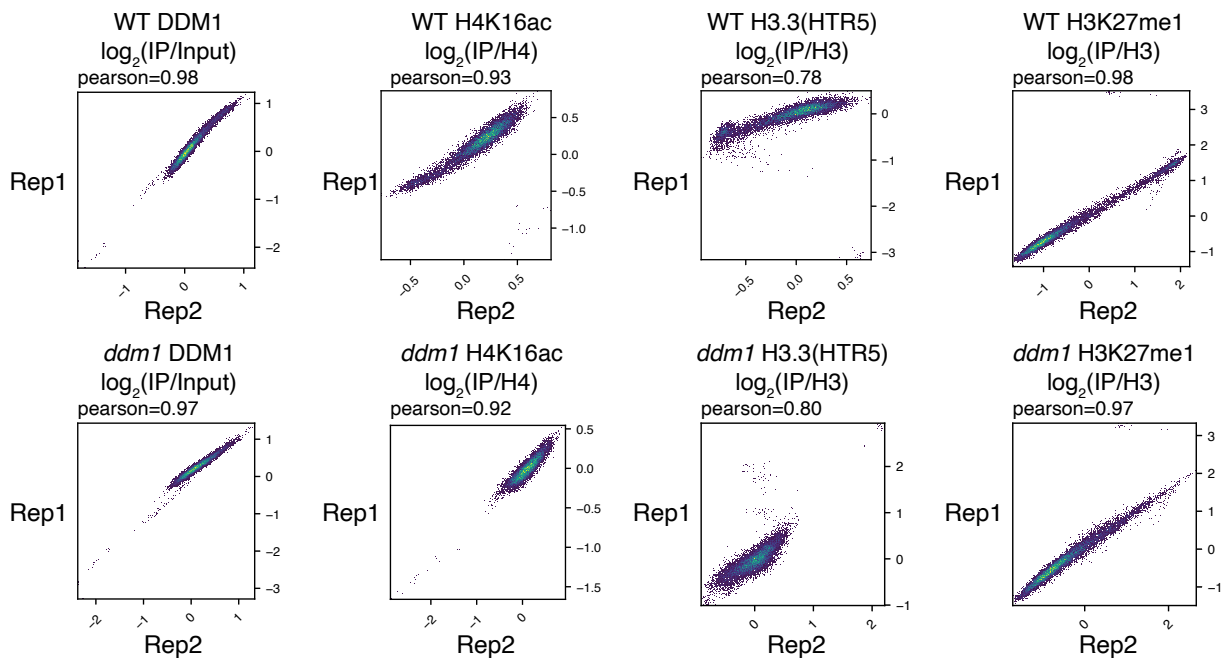 WT DDM1
log₂(IP/Input)
pearson=0.98
1
0
−1
−2
Rep1
−1
0
1
Rep2
WT H4K16ac
log₂(IP/H4)
pearson=0.93
0.5
0.0
−0.5
−1.0
Rep1
−0.5
0.0
0.5
Rep2
WT H3.3(HTR5)
log₂(IP/H3)
pearson=0.78
0
−1
−2
−3
Rep1
−0.5
0.0
0.5
Rep2
WT H3K27me1
log₂(IP/H3)
pearson=0.98
3
2
1
0
−1
Rep1
−1
0
1
2
Rep2
ddm1 DDM1
log₂(IP/Input)
pearson=0.97
1
0
−1
−2
−3
Rep1
−2
−1
0
1
Rep2
ddm1 H4K16ac
log₂(IP/H4)
pearson=0.92
0.5
0.0
−0.5
−1.0
−1.5
Rep1
−2
−1
0
Rep2
ddm1 H3.3(HTR5)
log₂(IP/H3)
pearson=0.80
2
1
0
−1
Rep1
0
1
2
Rep2
ddm1 H3K27me1
log₂(IP/H3)
pearson=0.97
3
2
1
0
−1
Rep1
0
2
Rep2